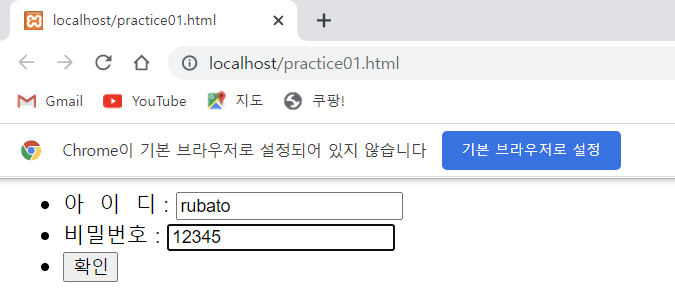 localhost/practice01.html
localhost/practice01.html
Gmail YouTube 지도 쿠팡!
Chrome이 기본 브라우저로 설정되어 있지 않습니다 기본 브라우저로 설정
아 이 디 : rubato
비밀번호 : 12345
확인